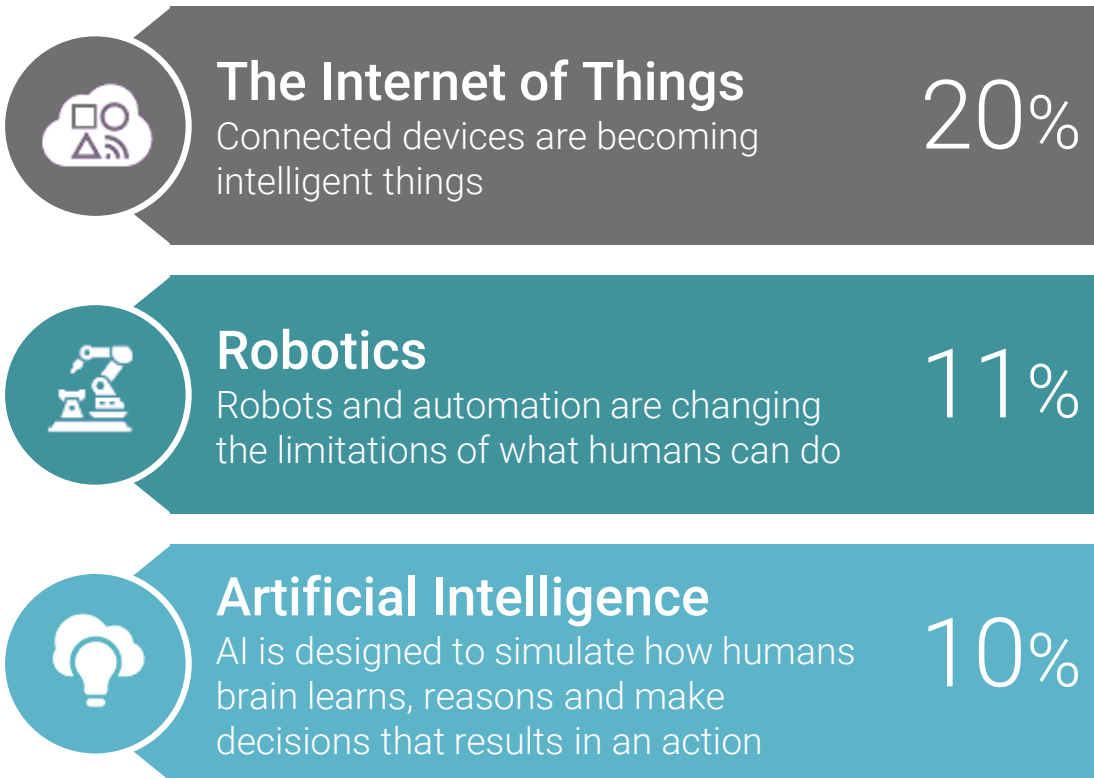 The Internet of Things
Connected devices are becoming
intelligent things
20%
Robotics
Robots and automation are changing
the limitations of what humans can do
11%
Artificial Intelligence
AI is designed to simulate how humans
brain learns, reasons and make
decisions that results in an action
10%